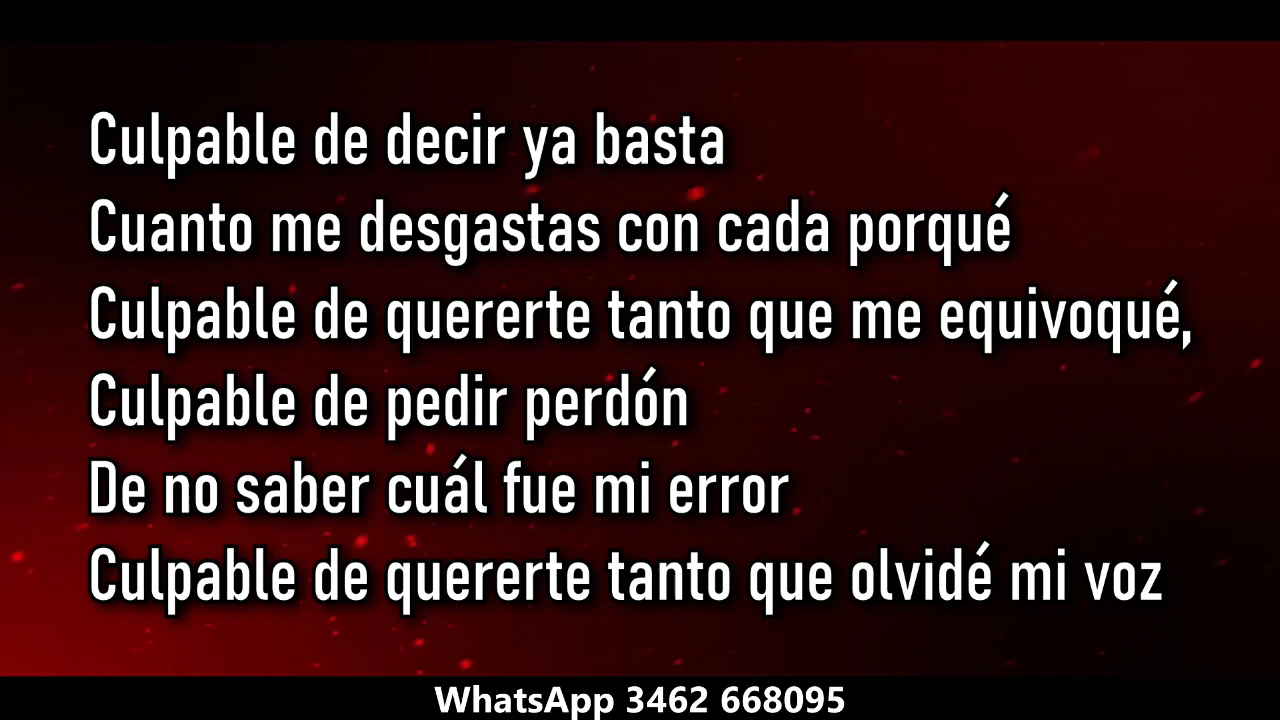 Culpable de decir ya basta
Cuanto me desgastas con cada porqué
Culpable de quererte tanto que me equivoqué,
Culpable de pedir perdón
De no saber cuál fue mi error
Culpable de quererte tanto que olvidé mi voz
WhatsApp 3462 668095